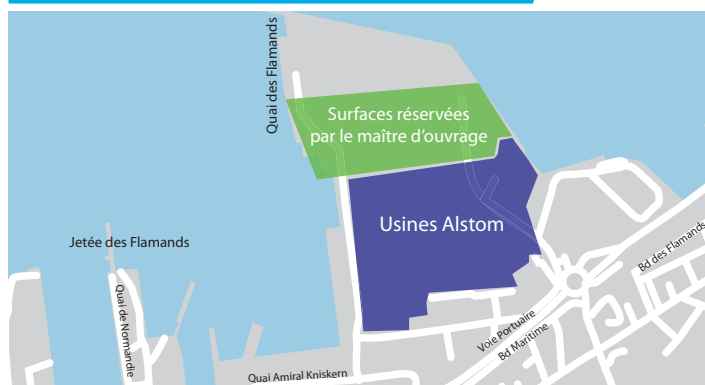 Quai des Flamands
Surfaces réservées
par le maître d'ouvrage
Usines Alstom
Jetée des Flamands
Bd des Flamands
Quai de Normandie
Voie Portuaire
Bd Maritime
Quai Amiral Kniskern